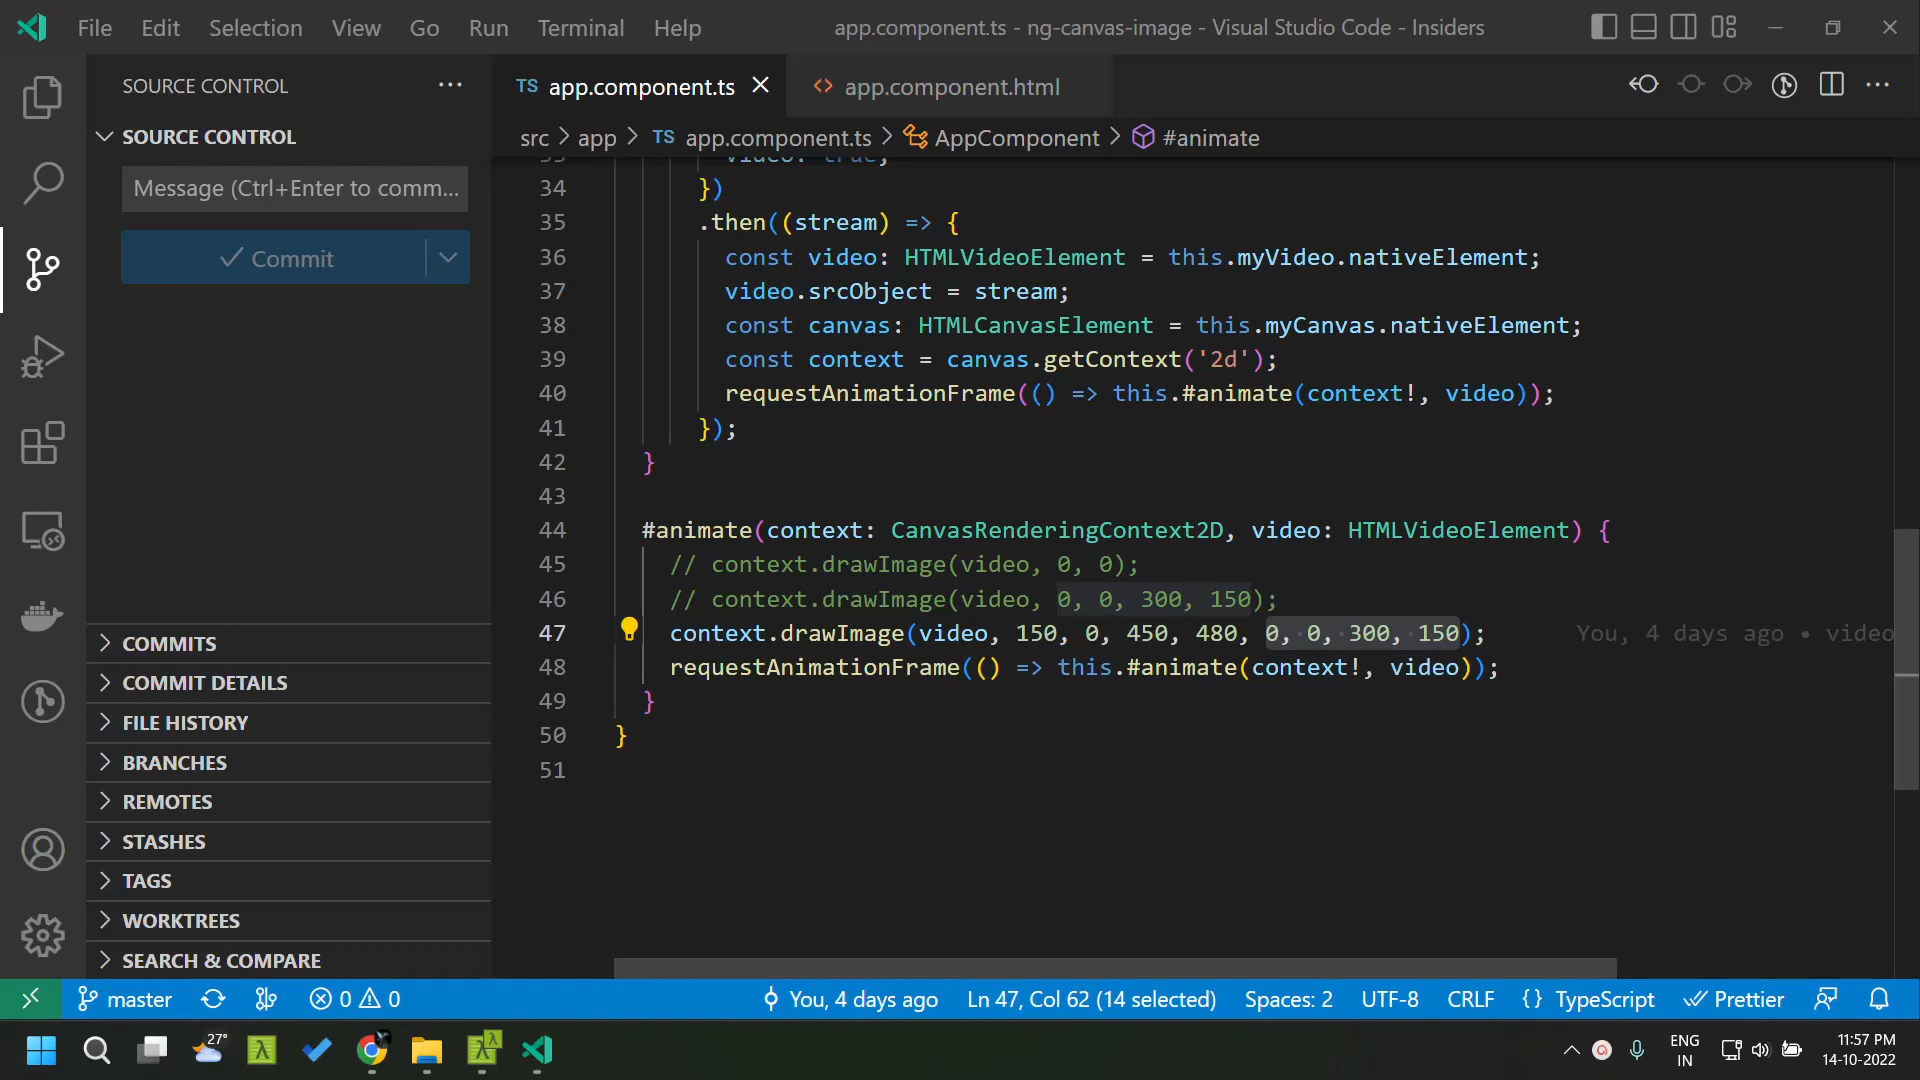 File Edit Selection View Go Run Terminal Help
app.component.ts - ng-canvas-image - Visual Studio Code - Insiders
SOURCE CONTROL
TS app.component.ts
<> app.component.html
SOURCE CONTROL
src > app > TS app.component.ts > AppComponent > #animate
Message (Ctrl+Enter to comm...
Commit
34 })
35 .then((stream) => {
36 const video: HTMLVideoElement = this.myVideo.nativeElement;
37 video.srcObject = stream;
38 const canvas: HTMLCanvasElement = this.myCanvas.nativeElement;
39 const context = canvas.getContext('2d');
40 requestAnimationFrame(() => this.#animate(context!, video));
41 });
42 }
43
44 #animate(context: CanvasRenderingContext2D, video: HTMLVideoElement) {
45 // context.drawImage(video, 0, 0);
46 // context.drawImage(video, 0, 0, 300, 150);
47 context.drawImage(video, 150, 0, 450, 480, 0, 0, 300, 150); You, 4 days ago • video
48 requestAnimationFrame(() => this.#animate(context!, video));
49 }
50 }
51
COMMITS
COMMIT DETAILS
FILE HISTORY
BRANCHES
REMOTES
STASHES
TAGS
WORKTREES
SEARCH & COMPARE
master 0 0 You, 4 days ago Ln 47, Col 62 (14 selected) Spaces: 2 UTF-8 CRLF {} TypeScript Prettier
27°
ENG
IN
11:57 PM
14-10-2022